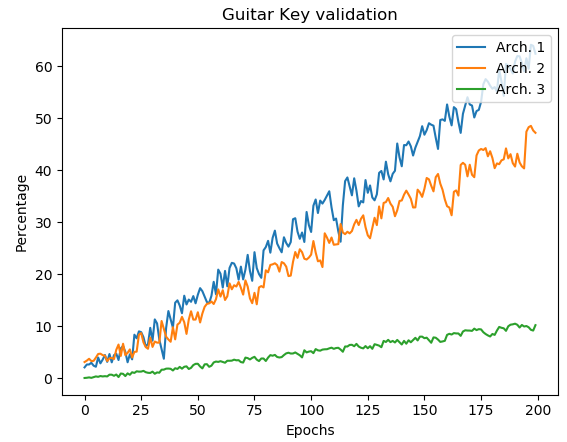 Guitar Key validation
Percentage
60
50
40
30
20
10
0
Arch. 1
Arch. 2
Arch. 3
0
25
50
75
100
125
150
175
200
Epochs